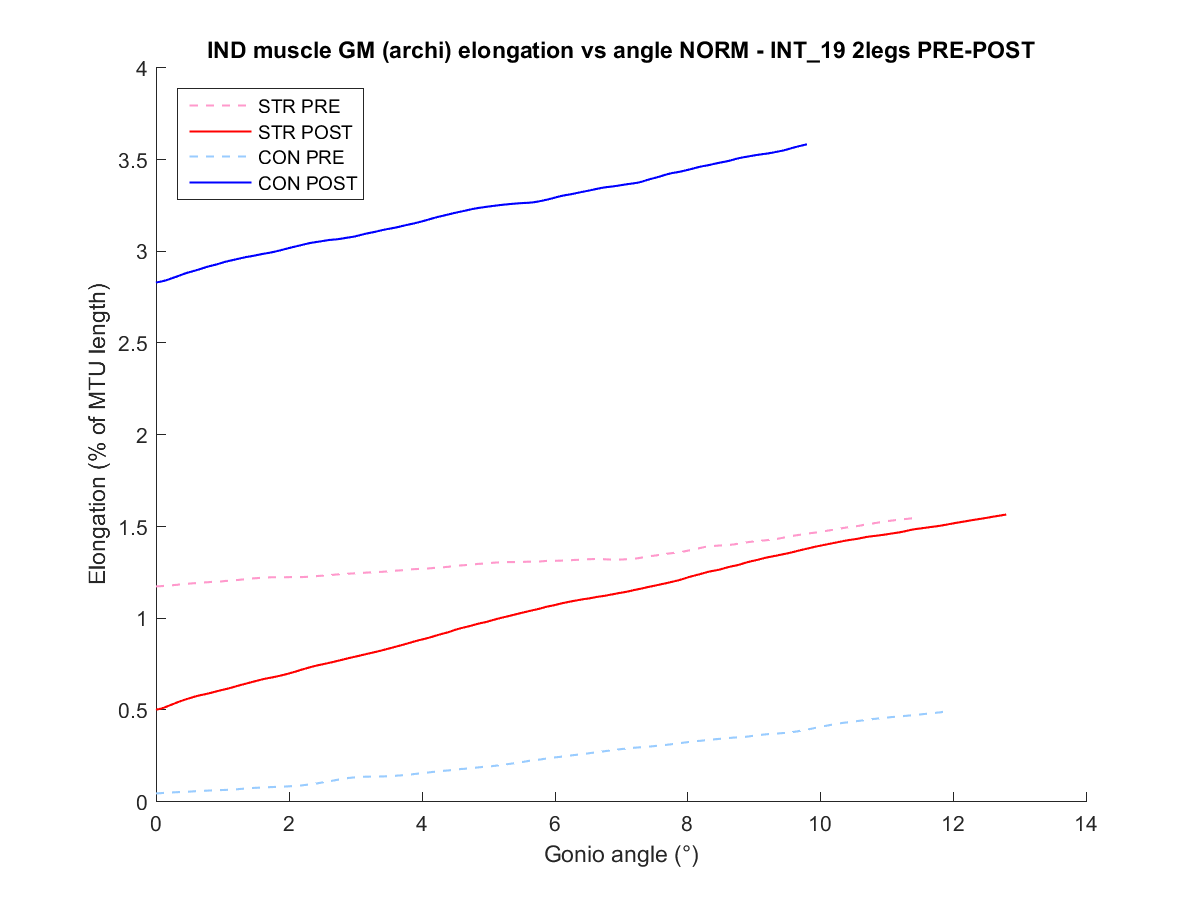 IND muscle GM (archi) elongation vs angle NORM - INT_19 2legs PRE-POST
4
3.5
3
2.5
2
1.5
1
0.5
0
Elongation (% of MTU length)
STR PRE
STR POST
CON PRE
CON POST
0 2 4 6 8 10 12 14
Gonio angle (°)